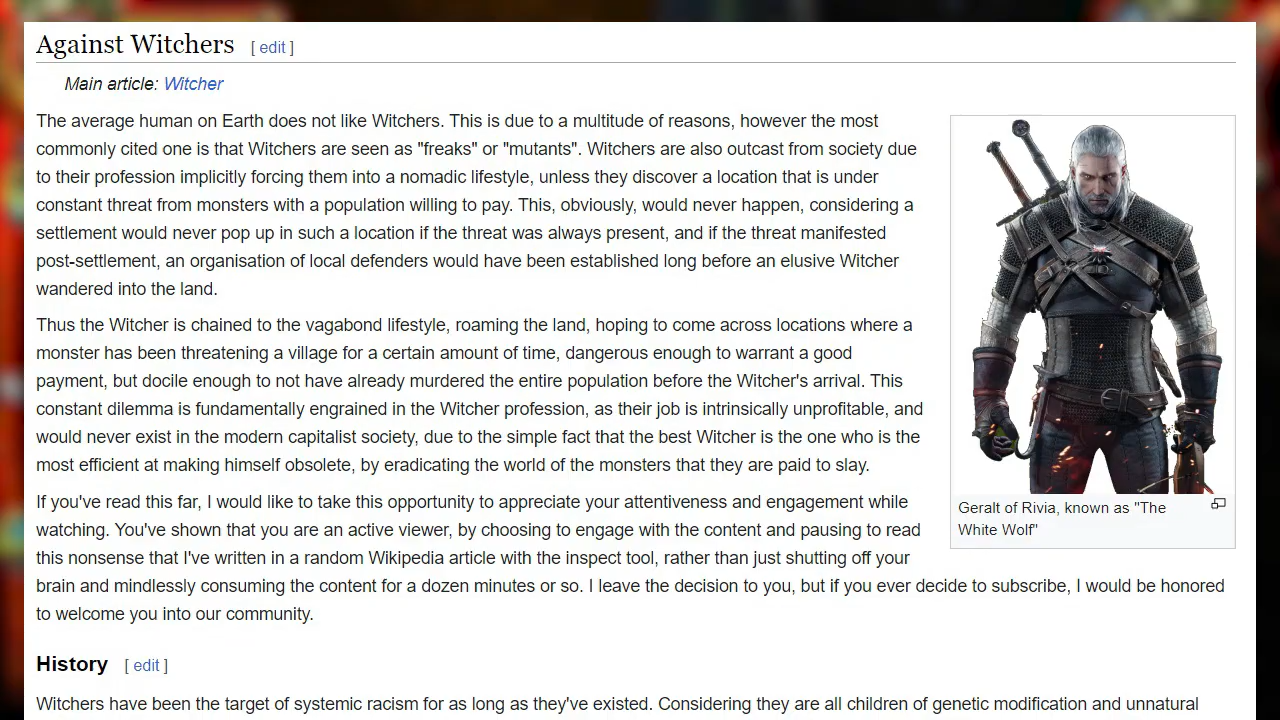 Against Witchers [ edit ]
Main article: Witcher
The average human on Earth does not like Witchers. This is due to a multitude of reasons, however the most
commonly cited one is that Witchers are seen as "freaks" or "mutants". Witchers are also outcast from society due
to their profession implicitly forcing them into a nomadic lifestyle, unless they discover a location that is under
constant threat from monsters with a population willing to pay. This, obviously, would never happen, considering a
settlement would never pop up in such a location if the threat was always present, and if the threat manifested
post-settlement, an organisation of local defenders would have been established long before an elusive Witcher
wandered into the land.
Thus the Witcher is chained to the vagabond lifestyle, roaming the land, hoping to come across locations where a
monster has been threatening a village for a certain amount of time, dangerous enough to warrant a good
payment, but docile enough to not have already murdered the entire population before the Witcher's arrival. This
constant dilemma is fundamentally engrained in the Witcher profession, as their job is intrinsically unprofitable, and
would never exist in the modern capitalist society, due to the simple fact that the best Witcher is the one who is the
most efficient at making himself obsolete, by eradicating the world of the monsters that they are paid to slay.
If you've read this far, I would like to take this opportunity to appreciate your attentiveness and engagement while
watching. You've shown that you are an active viewer, by choosing to engage with the content and pausing to read
this nonsense that I've written in a random Wikipedia article with the inspect tool, rather than just shutting off your
brain and mindlessly consuming the content for a dozen minutes or so. I leave the decision to you, but if you ever decide to subscribe, I would be honored
to welcome you into our community.
Geralt of Rivia, known as "The
White Wolf"
History [ edit ]
Witchers have been the target of systemic racism for as long as they've existed. Considering they are all children of genetic modification and unnatural